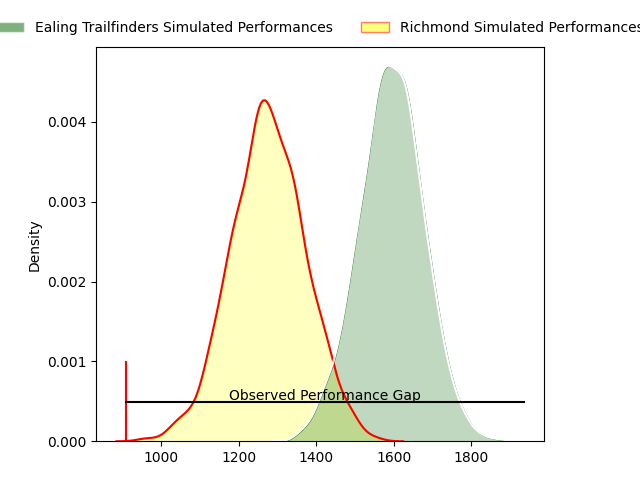 Ealing Trailfinders Simulated Performances
Richmond Simulated Performances
Density
0.004
0.003
0.002
0.001
0.000
Observed Performance Gap
1000 1200 1400 1600 1800